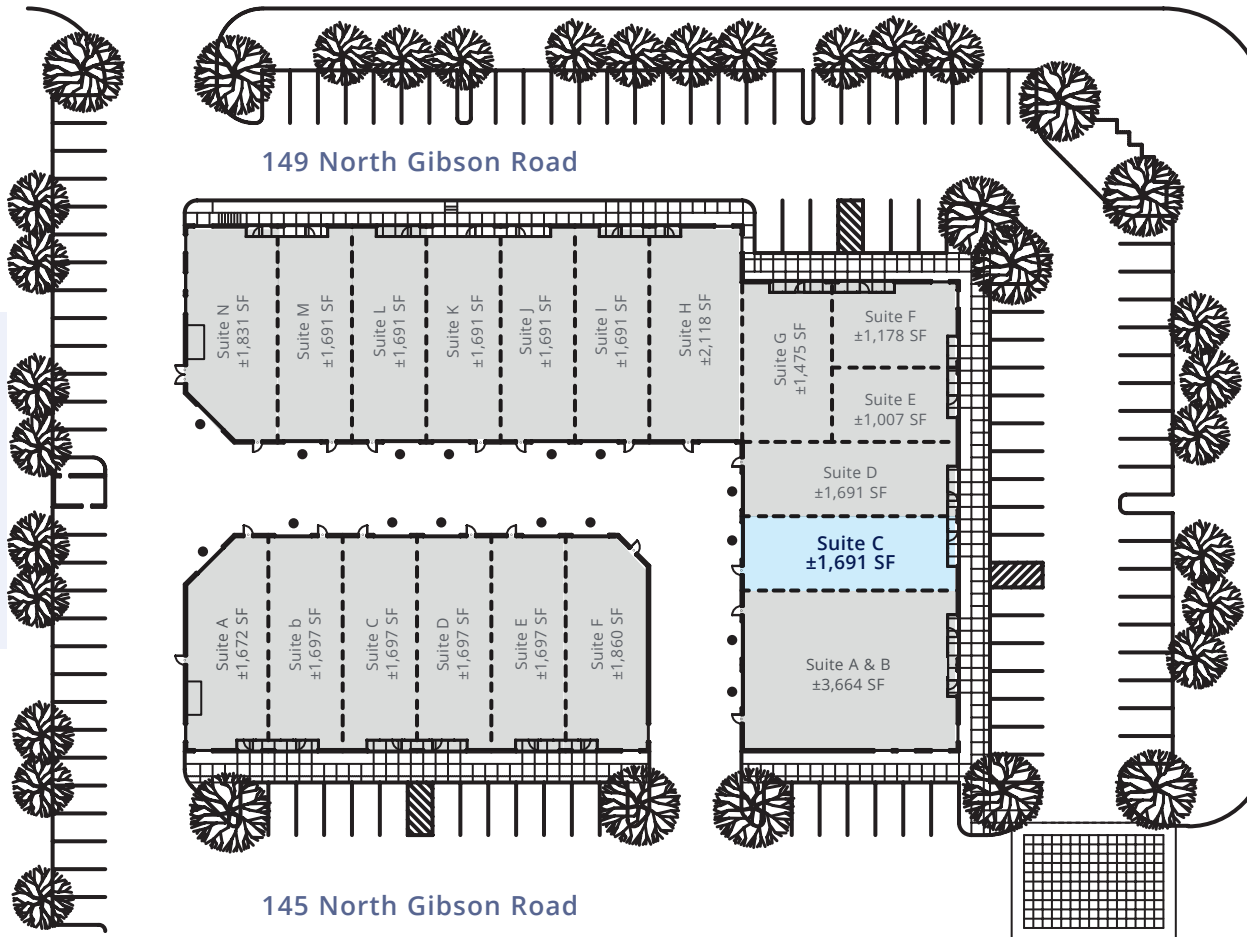 149 North Gibson Road
Suite N
±1,831 SF
Suite M
±1,691 SF
Suite L
±1,691 SF
Suite K
±1,691 SF
Suite J
±1,691 SF
Suite I
±1,691 SF
Suite H
±2,118 SF
Suite G
±1,475 SF
Suite F
±1,178 SF
Suite E
±1,007 SF
Suite D
±1,691 SF
Suite C
±1,691 SF
Suite A & B
±3,664 SF
Suite A
±1,672 SF
Suite b
±1,697 SF
Suite C
±1,697 SF
Suite D
±1,697 SF
Suite E
±1,697 SF
Suite F
±1,860 SF
145 North Gibson Road